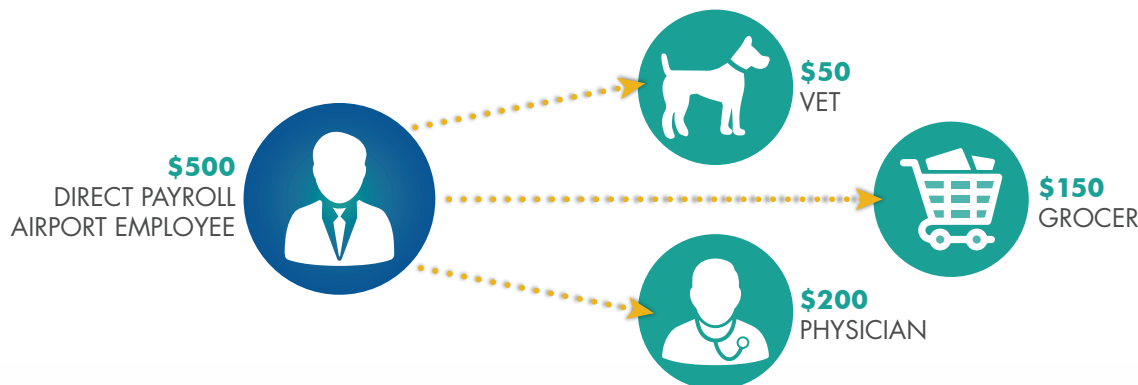 $500
DIRECT PAYROLL
AIRPORT EMPLOYEE
$50
VET
$150
GROCER
$200
PHYSICIAN